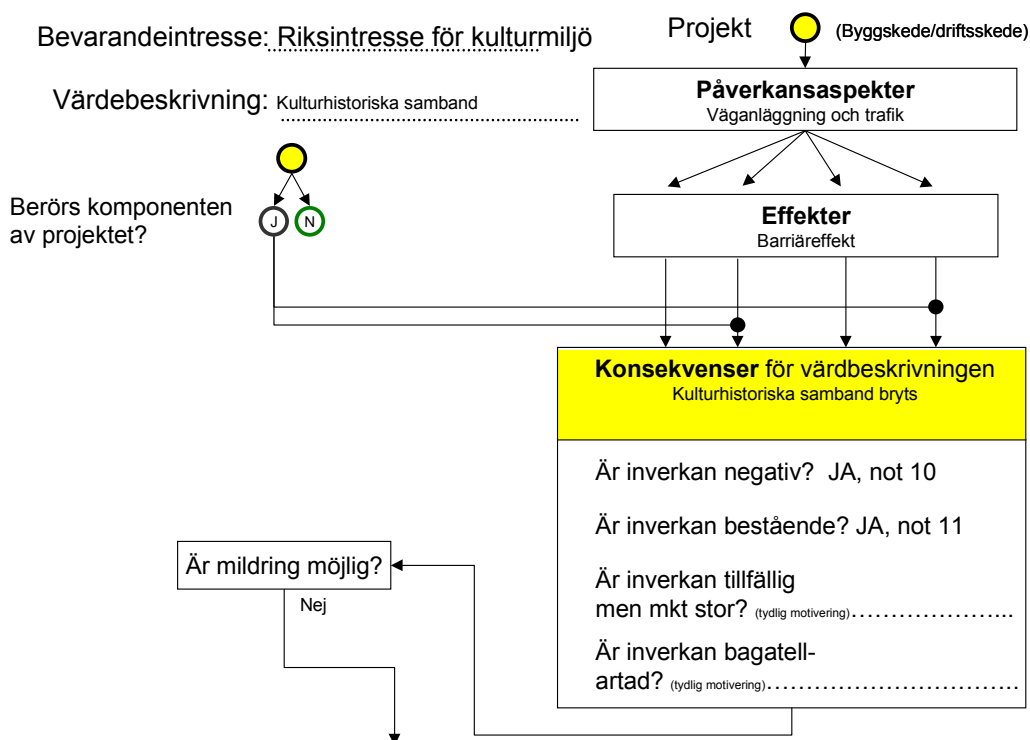 Bevarandeintresse: Riksintresse för kulturmiljö
Projekt
(Byggskede/driftsskede)
Värdebeskrivning: Kulturhistoriska samband
Påverkansaspekter
Väganläggning och trafik
Berörs komponenten
av projektet?
J
N
Effekter
Barriäreffekt
Konsekvenser för värdbeskrivningen
Kulturhistoriska samband bryts
Är inverkan negativ? JA, not 10
Är inverkan bestående? JA, not 11
Är inverkan tillfällig
men mkt stor? (tydlig motivering)…………………...
Är inverkan bagatell-
artad? (tydlig motivering)……………………………….
Är mildring möjlig?
Nej